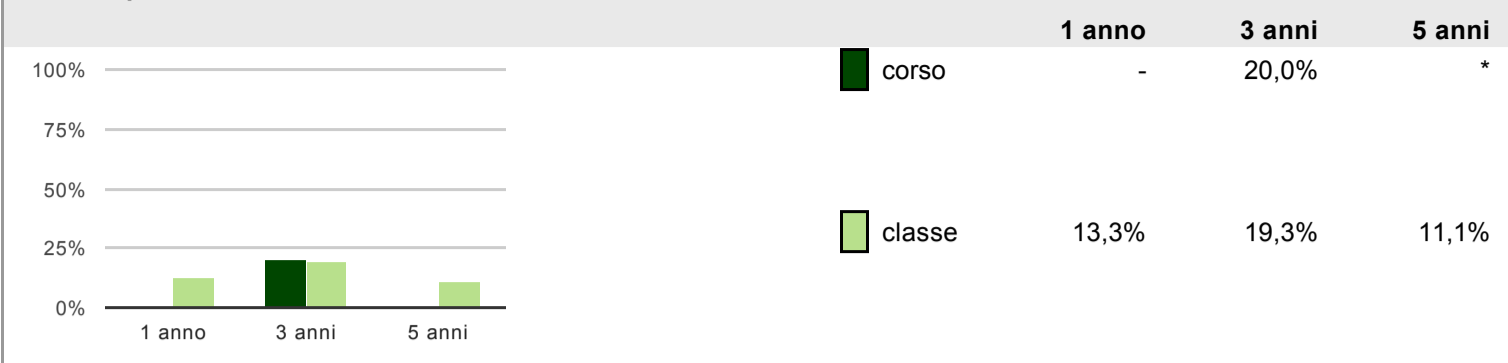 1 anno 3 anni 5 anni
100%
75%
50%
25%
0%
1 anno 3 anni 5 anni
corso - 20,0% *
classe 13,3% 19,3% 11,1%